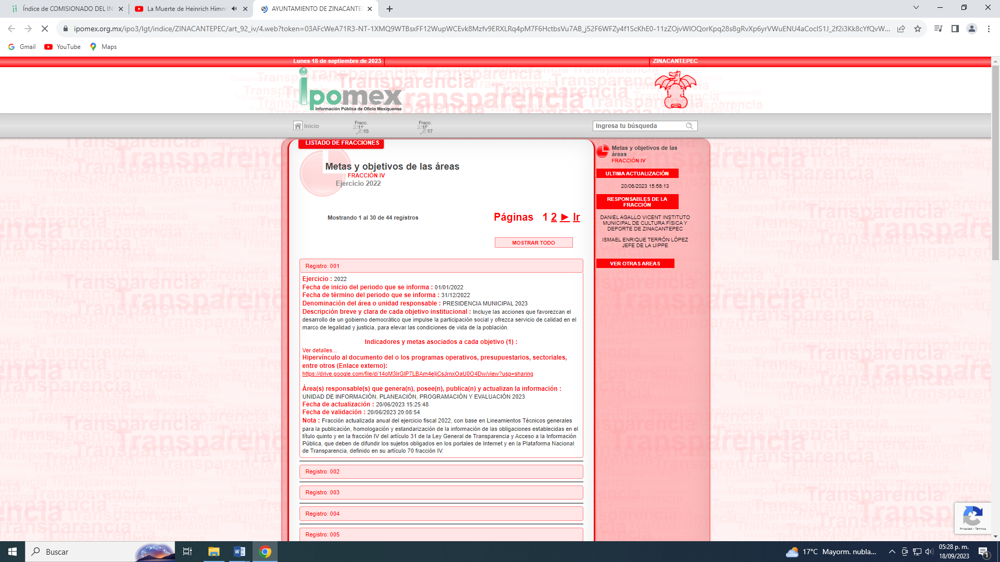 Índice de COMISIONADO DEL IN
La Muerte de Heinrich Himm
AYUNTAMIENTO DE ZINACANTE
ipomex.org.mx/ipo3/lgt/indice/ZINACANTEPEC/art_92_iv/4.web?token=03AFcWeA71R3-NT-1XMQ9WTBsxFF12WupWCEvk8Mzfv9ERXLRq4pM7F6HctbsVu7AB_j52F6WFZy4f1ScKhE0-11zZOjvWIOQorKpq28s8gRvXp6yrVWuENU4aCocIS1J_2f2i3Kk8cYfQvW...
Gmail YouTube Maps
Lunes 18 de septiembre de 2023
ZINACANTEPEC
Transparencia
ipomex
Información Pública de Oficio Mexiquense
Inicio
Fracc.
2015
Fracc.
2017
Ingresa tu búsqueda
LISTADO DE FRACCIONES
Metas y objetivos de las áreas
FRACCIÓN IV
Ejercicio 2022
Mostrando 1 al 30 de 44 registros
Páginas 1 2 ► Ir
MOSTRAR TODO
Registro: 001
Ejercicio : 2022
Fecha de inicio del periodo que se informa : 01/01/2022
Fecha de término del periodo que se informa : 31/12/2022
Denominación del área o unidad responsable : PRESIDENCIA MUNICIPAL 2023
Descripción breve y clara de cada objetivo institucional : Incluye las acciones que favorezcan el
desarrollo de un gobierno democrático que impulse la participación social y ofrezca servicio de calidad en el
marco de legalidad y justicia, para elevar las condiciones de vida de la población.
Indicadores y metas asociados a cada objetivo (1) :
Ver detalles...
Hipervínculo al documento del o los programas operativos, presupuestarios, sectoriales,
entre otros (Enlace externo):
https://drive.google.com/file/d/14oM3IrGlP7LBAm4eIjCsJrnxOaU0O4Dw/view?usp=sharing
Área(s) responsable(s) que genera(n), posee(n), publica(n) y actualizan la información :
UNIDAD DE INFORMACIÓN, PLANEACIÓN, PROGRAMACIÓN Y EVALUACIÓN 2023
Fecha de actualización : 20/06/2023 15:25:48
Fecha de validación : 20/06/2023 20:08:54
Nota : Fracción actualizada anual del ejercicio fiscal 2022, con base en Lineamientos Técnicos generales
para la publicación, homologación y estandarización de la información de las obligaciones establecidas en el
título quinto y en la fracción IV del artículo 31 de la Ley General de Transparencia y Acceso a la Información
Pública, que deben de difundir los sujetos obligados en los portales de Internet y en la Plataforma Nacional
de Transparencia, definido en su artículo 70 fracción IV.
Registro: 002
Registro: 003
Registro: 004
Registro: 005
Metas y objetivos de las
áreas
FRACCIÓN IV
ULTIMA ACTUALIZACIÓN
20/06/2023 15:56:13
RESPONSABLES DE LA
FRACCIÓN
DANIEL AGALLO VICENT INSTITUTO
MUNICIPAL DE CULTURA FÍSICA Y
DEPORTE DE ZINACANTEPEC
ISMAEL ENRIQUE TERRÓN LÓPEZ
JEFE DE LA UIPPE
VER OTRAS AREAS
Privacidad - Términos
Buscar
17°C Mayorm. nubla...
05:28 p. m.
18/09/2023
1